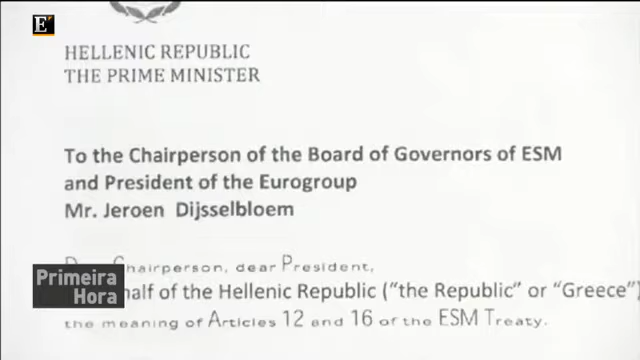 E
HELLENIC REPUBLIC
THE PRIME MINISTER
To the Chairperson of the Board of Governors of ESM
and President of the Eurogroup
Mr. Jeroen Dijsselbloem
Chairperson, dear President,
half of the Hellenic Republic ("the Republic" or "Greece")
the meaning of Articles 12 and 16 of the ESM Treaty.
Primeira
Hora